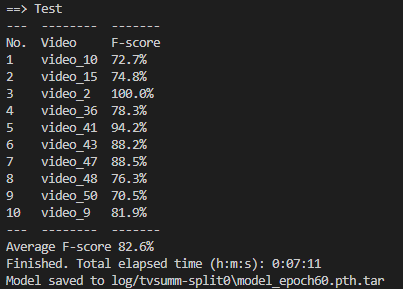 ==> Test
---  --------  -------
No.  Video     F-score
1    video_10  72.7%
2    video_15  74.8%
3    video_2   100.0%
4    video_36  78.3%
5    video_41  94.2%
6    video_43  88.2%
7    video_47  88.5%
8    video_48  76.3%
9    video_50  70.5%
10   video_9   81.9%
---  --------  -------
Average F-score 82.6%
Finished. Total elapsed time (h:m:s): 0:07:11
Model saved to log/tvsumm-split0\model_epoch60.pth.tar